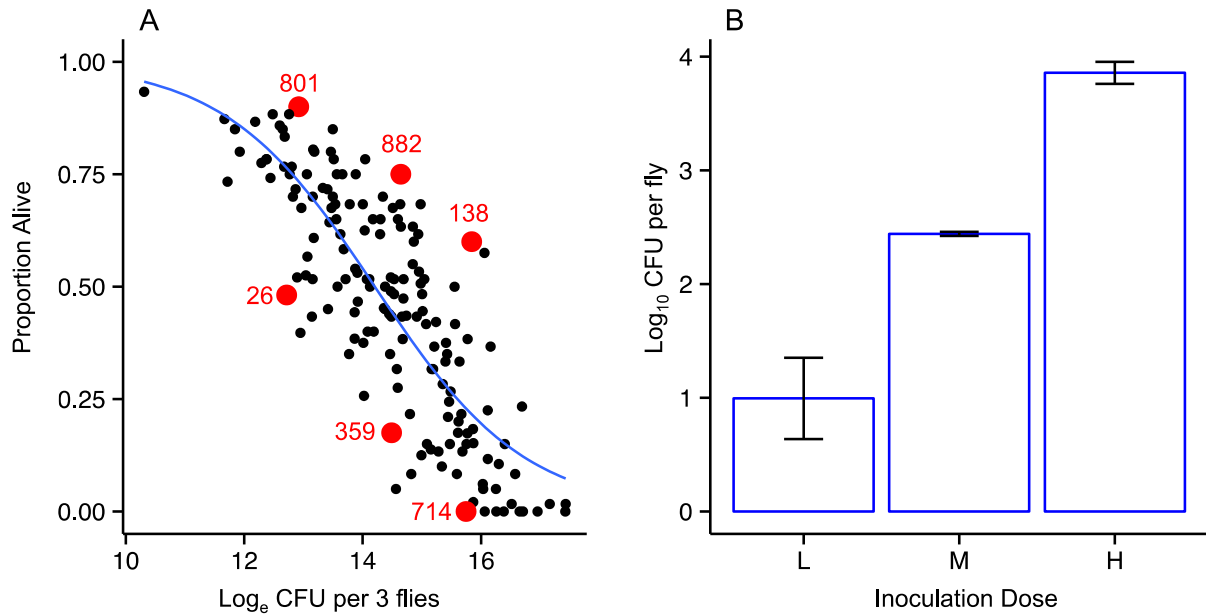 A
1.00
0.75
0.50
0.25
0.00
Proportion Alive
801
882
138
26
359
714
10
12
14
16
Logₑ CFU per 3 flies
B
4
3
2
1
0
Log₁₀ CFU per fly
L
M
H
Inoculation Dose